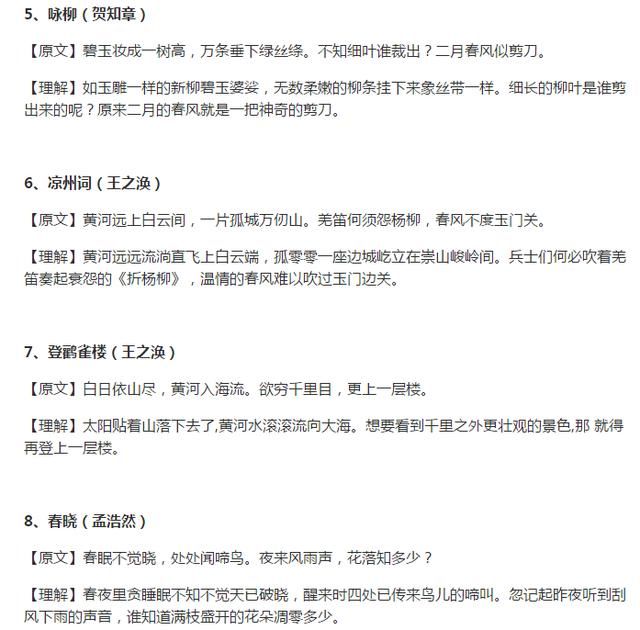 5、咏柳（贺知章）
【原文】碧玉妆成一树高，万条垂下绿丝绦。不知细叶谁裁出？二月春风似剪刀。
【理解】如玉雕一样的新柳碧玉婆娑，无数柔嫩的柳条挂下来象丝带一样。细长的柳叶是谁剪
出来的呢？原来二月的春风就是一把神奇的剪刀。
6、凉州词（王之涣）
【原文】黄河远上白云间，一片孤城万仞山。羌笛何须怨杨柳，春风不度玉门关。
【理解】黄河远远流淌直飞上白云端，孤零零一座边城屹立在崇山峻岭间。兵士们何必吹着羌
笛奏起衰怨的《折杨柳》，温情的春风难以吹过玉门边关。
7、登鹳雀楼（王之涣）
【原文】白日依山尽，黄河入海流。欲穷千里目，更上一层楼。
【理解】太阳贴着山落下去了,黄河水滚滚流向大海。想要看到千里之外更壮观的景色,那 就得
再登上一层楼。
8、春晓（孟浩然）
【原文】春眠不觉晓，处处闻啼鸟。夜来风雨声，花落知多少？
【理解】春夜里贪睡眠不知不觉天已破晓，醒来时四处已传来鸟儿的啼叫。忽记起昨夜听到刮
风下雨的声音，谁知道满枝盛开的花朵凋零多少。